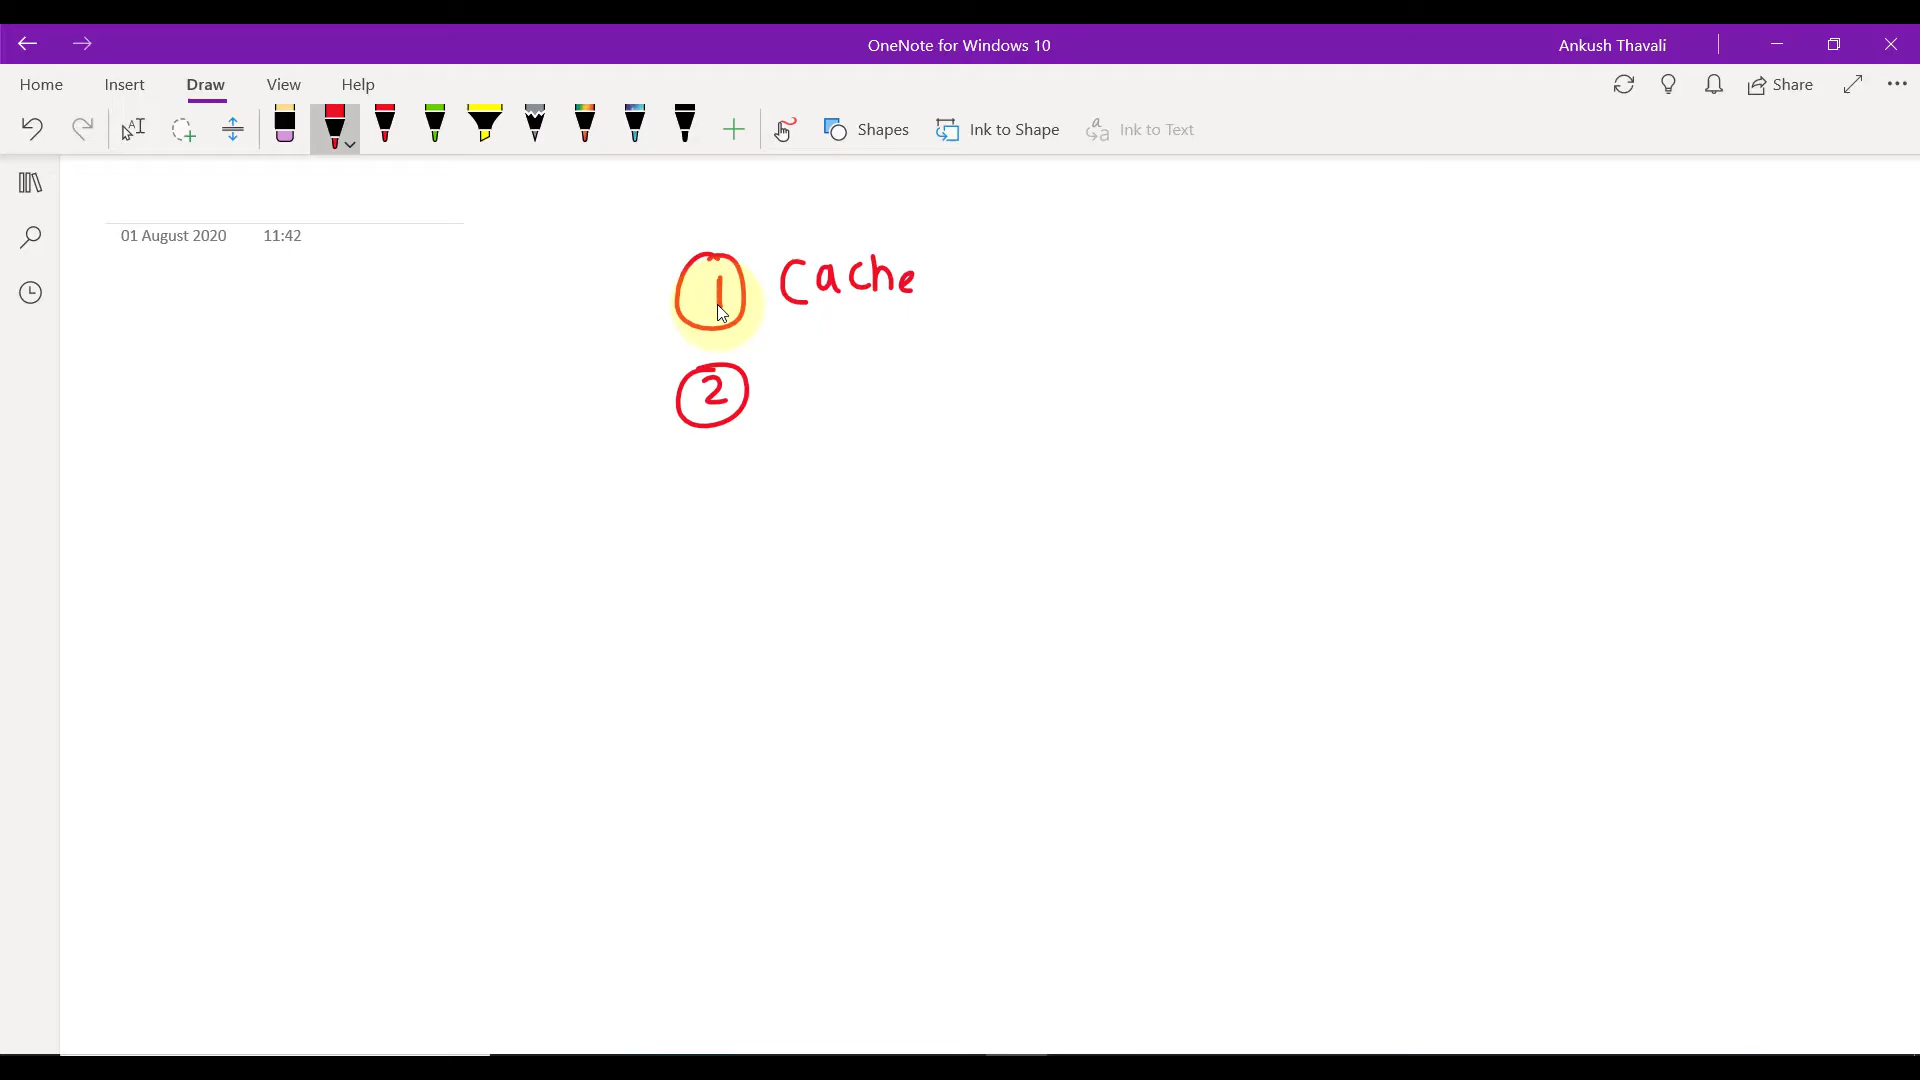 OneNote for Windows 10 Ankush Thavali
Home Insert Draw View Help Share
Shapes Ink to Shape Ink to Text
01 August 2020 11:42
1 Cache
2